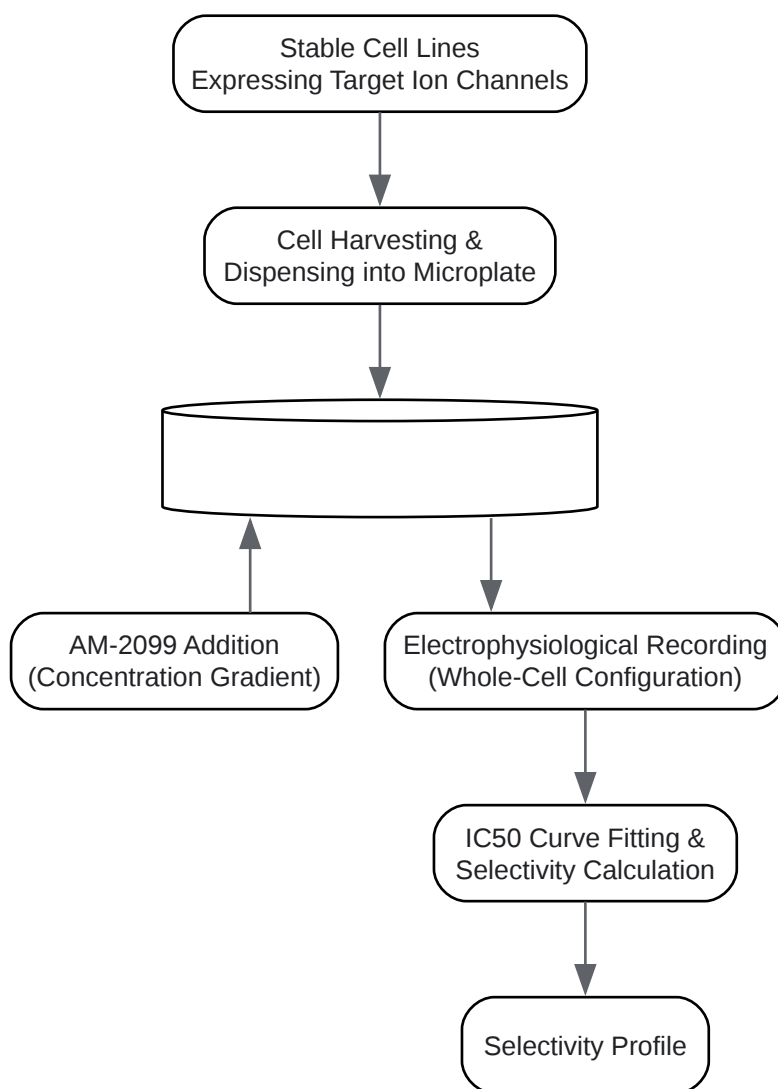 Stable Cell Lines
Expressing Target Ion Channels
Cell Harvesting &
Dispensing into Microplate
AM-2099 Addition
(Concentration Gradient)
Electrophysiological Recording
(Whole-Cell Configuration)
IC50 Curve Fitting &
Selectivity Calculation
Selectivity Profile